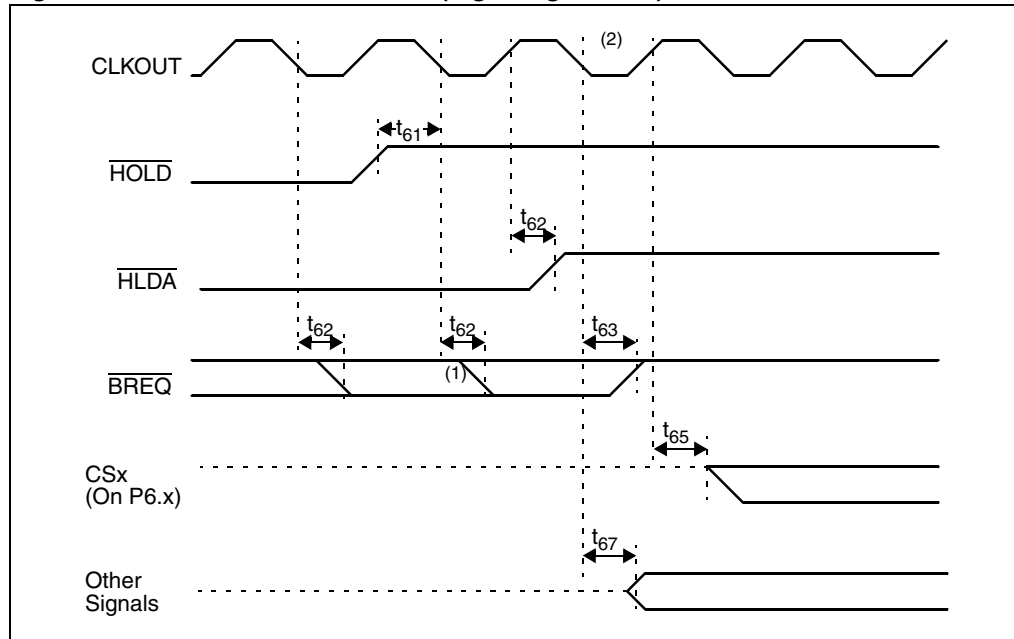 (2)
CLKOUT
t61
HOLD
t62
HLDA
t62
t62
t63
(1)
BREQ
t65
CSx
(On P6.x)
t67
Other
Signals